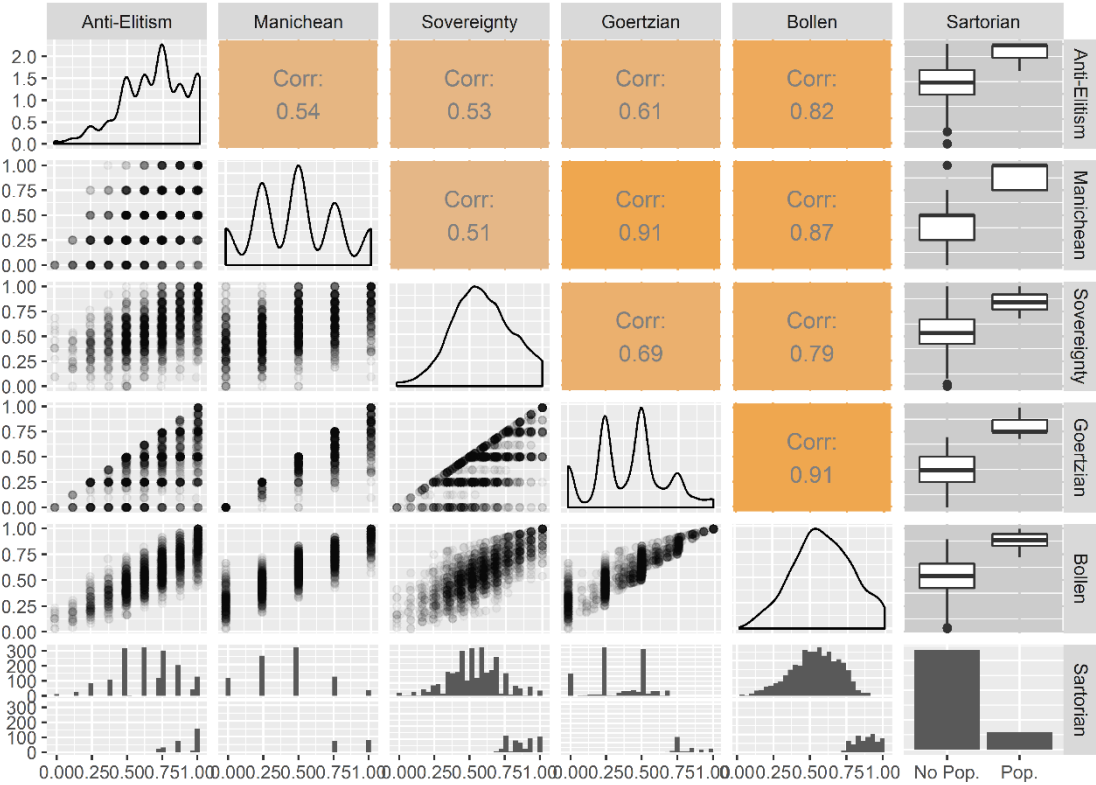 Anti-Elitism Manichean Sovereignty Goertzian Bollen Sartorian
2.0
1.5
1.0
0.5
0.0
Corr:
0.54
Corr:
0.53
Corr:
0.61
Corr:
0.82
Anti-Elitism
1.00
0.75
0.50
0.25
0.00
Corr:
0.51
Corr:
0.91
Corr:
0.87
Manichean
1.00
0.75
0.50
0.25
0.00
Corr:
0.69
Corr:
0.79
Sovereignty
1.00
0.75
0.50
0.25
0.00
Corr:
0.91
Goertzian
1.00
0.75
0.50
0.25
0.00
Bollen
300
200
100
0
300
200
100
0
Sartorian
0.000.250.500.751.00 0.000.250.500.751.00 0.000.250.500.751.00 0.000.250.500.751.00 0.000.250.500.751.00 No Pop. Pop.